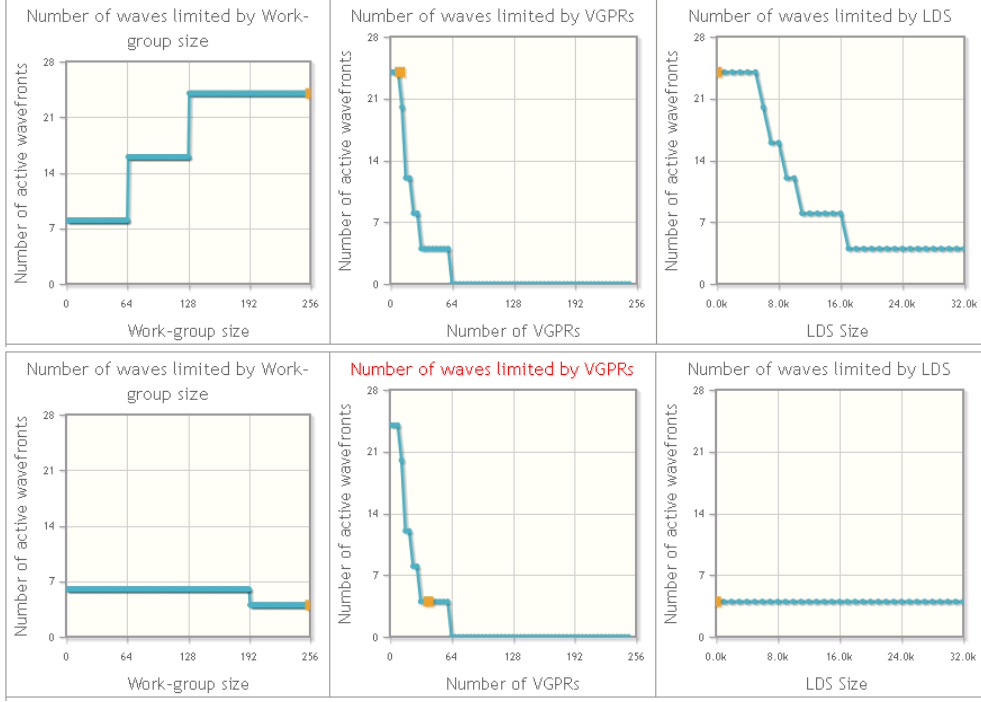 Number of waves limited by Work-
group size
Number of active wavefronts
28
21
14
7
0
0 64 128 192 256
Work-group size
Number of waves limited by VGPRs
Number of active wavefronts
28
21
14
7
0
0 64 128 192 256
Number of VGPRs
Number of waves limited by LDS
Number of active wavefronts
28
21
14
7
0
0.0k 8.0k 16.0k 24.0k 32.0k
LDS Size
Number of waves limited by Work-
group size
Number of active wavefronts
28
21
14
7
0
0 64 128 192 256
Work-group size
Number of waves limited by VGPRs
Number of active wavefronts
28
21
14
7
0
0 64 128 192 256
Number of VGPRs
Number of waves limited by LDS
Number of active wavefronts
28
21
14
7
0
0.0k 8.0k 16.0k 24.0k 32.0k
LDS Size